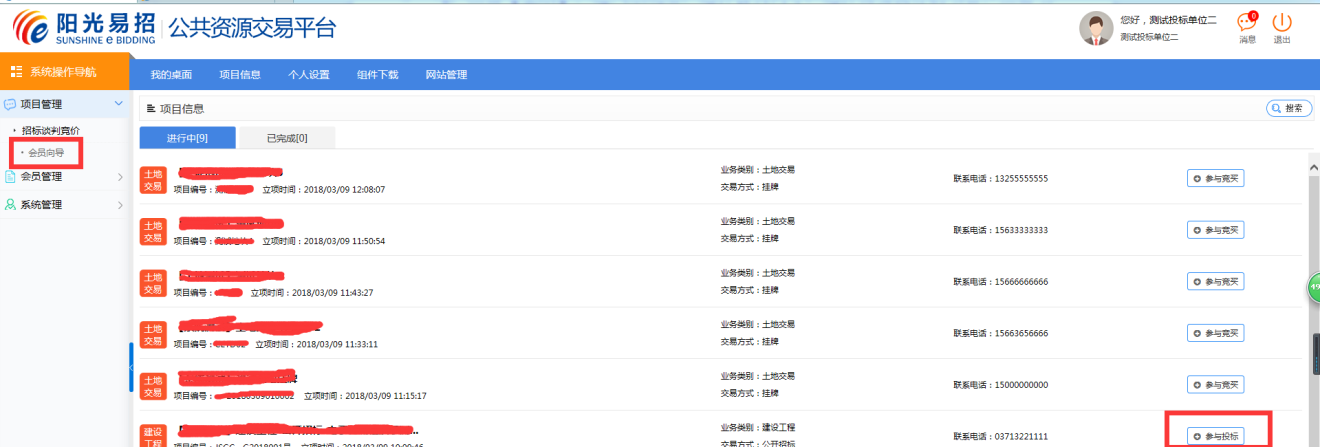 阳光易招
SUNSHINE e BIDDING
公共资源交易平台
您好，测试投标单位二
测试投标单位二
0
消息
退出
系统操作导航
我的桌面 项目信息 个人设置 组件下载 网站管理
项目管理
招标谈判竞价
会员向导
会员管理
系统管理
项目信息
搜索
进行中[9] 已完成[0]
土地交易
项目编号： 立项时间：2018/03/09 12:08:07
业务类别：土地交易
交易方式：挂牌
联系电话：13255555555
参与竞买
土地交易
项目编号： 立项时间：2018/03/09 11:50:54
业务类别：土地交易
交易方式：挂牌
联系电话：15633333333
参与竞买
土地交易
项目编号： 立项时间：2018/03/09 11:43:27
业务类别：土地交易
交易方式：挂牌
联系电话：15666666666
参与竞买
土地交易
项目编号： 立项时间：2018/03/09 11:33:11
业务类别：土地交易
交易方式：挂牌
联系电话：15663656666
参与竞买
土地交易
项目编号： 立项时间：2018/03/09 11:15:17
业务类别：土地交易
交易方式：挂牌
联系电话：15000000000
参与竞买
建设工程
业务类别：建设工程
交易方式：公开招标
联系电话：03713221111
参与投标